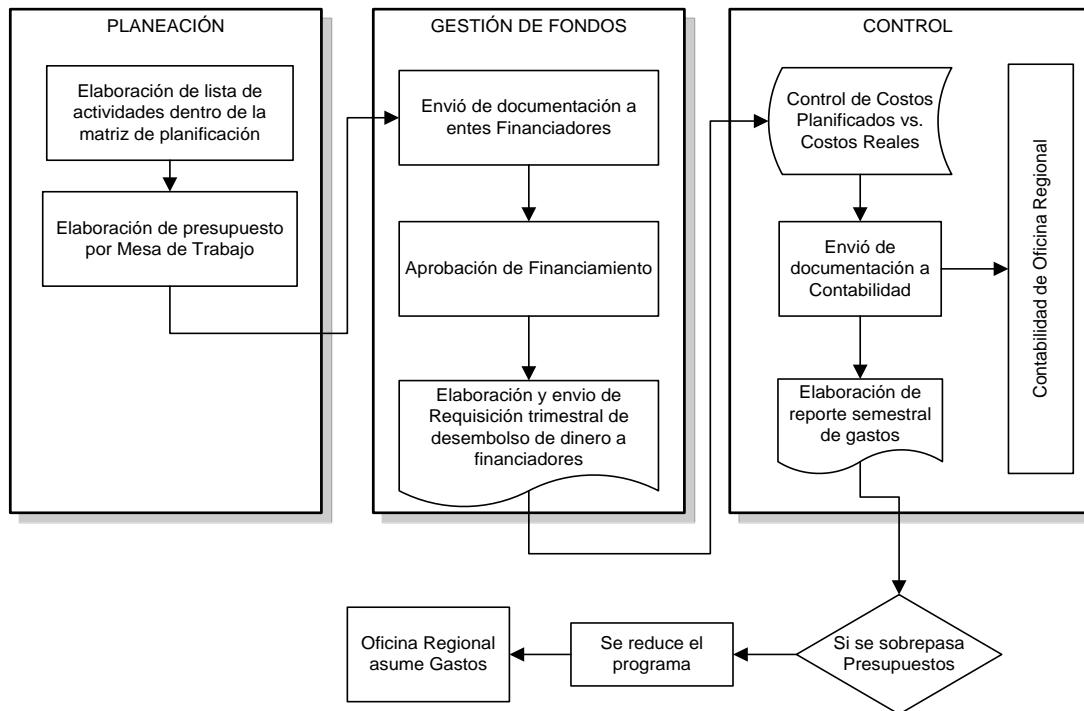 PLANEACIÓN
Elaboración de lista de
actividades dentro de la
matriz de planificación
Elaboración de presupuesto
por Mesa de Trabajo
GESTIÓN DE FONDOS
Envió de documentación a
entes Financiadores
Aprobación de Financiamiento
Elaboración y envio de
Requisición trimestral de
desembolso de dinero a
financiadores
CONTROL
Control de Costos
Planificados vs.
Costos Reales
Envió de
documentación a
Contabilidad
Elaboración de
reporte semestral
de gastos
Contabilidad de Oficina Regional
Si se sobrepasa
Presupuestos
Se reduce el
programa
Oficina Regional
asume Gastos